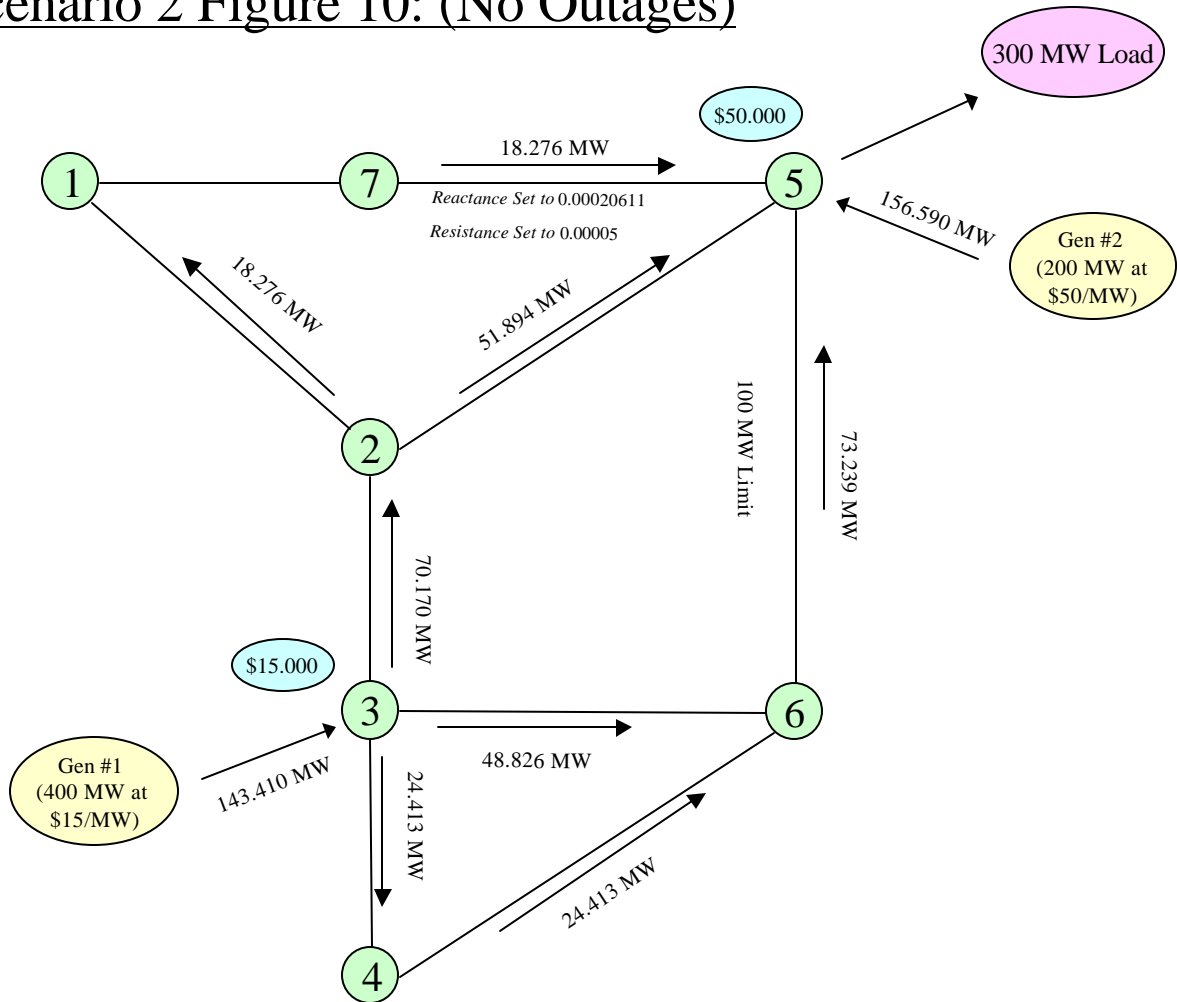 cenario 2 Figure 10: (No Outages)
300 MW Load
$50.000
18.276 MW
1
7
5
Reactance Set to 0.00020611
Resistance Set to 0.00005
156.590 MW
Gen #2
(200 MW at
$50/MW)
18.276 MW
51.894 MW
100 MW Limit
73.239 MW
2
70.170 MW
$15.000
3
6
48.826 MW
Gen #1
(400 MW at
$15/MW)
143.410 MW
24.413 MW
24.413 MW
4